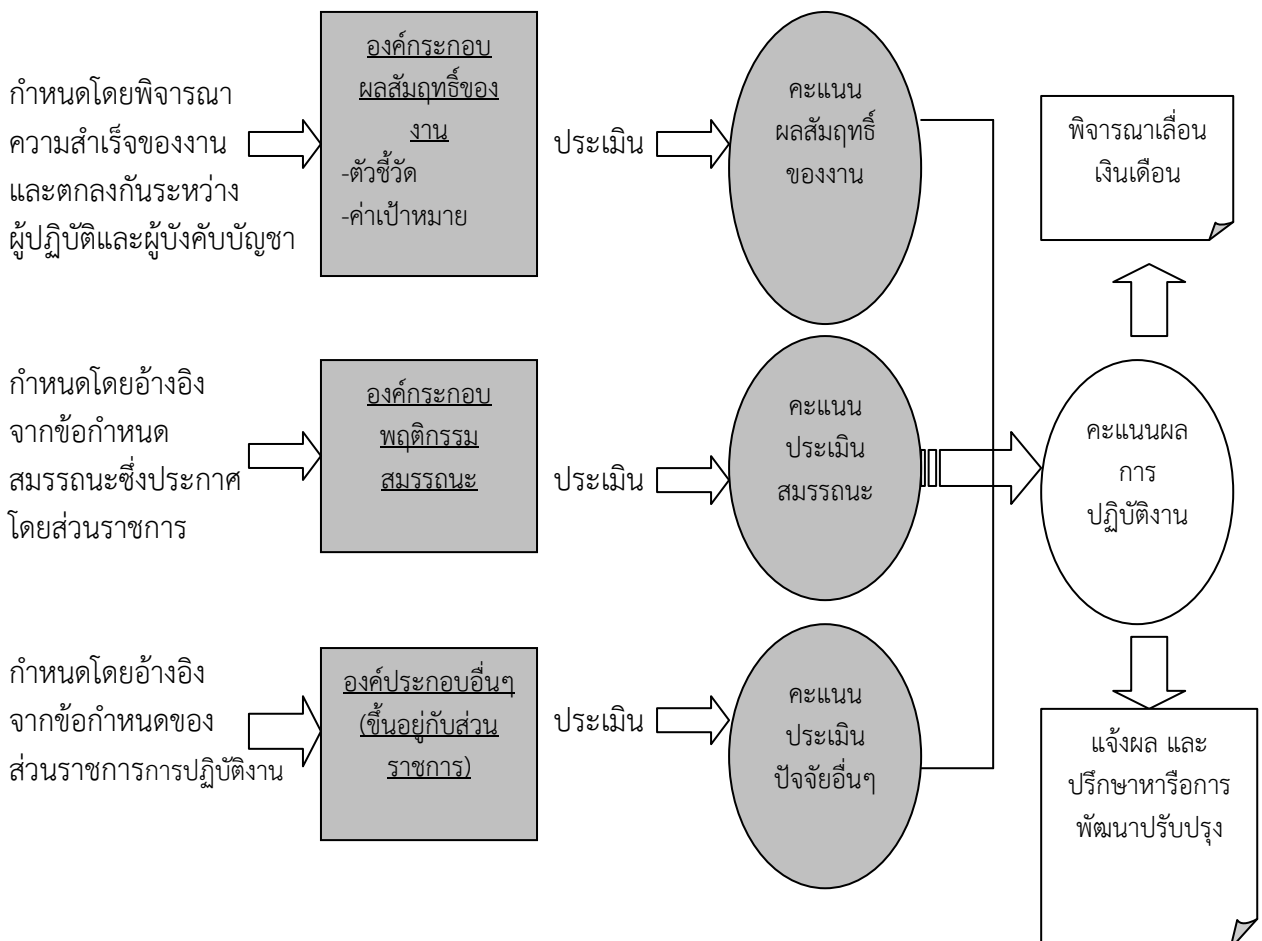 กำหนดโดยพิจารณา
ความสำเร็จของงาน
และตกลงกันระหว่าง
ผู้ปฏิบัติและผู้บังคับบัญชา
องค์กระกอบ
ผลสัมฤทธิ์ของ
งาน
-ตัวชี้วัด
-ค่าเป้าหมาย
ประเมิน
คะแนน
ผลสัมฤทธิ์
ของงาน
พิจารณาเลื่อน
เงินเดือน
กำหนดโดยอ้างอิง
จากข้อกำหนด
สมรรถนะซึ่งประกาศ
โดยส่วนราชการ
องค์กระกอบ
พฤติกรรม
สมรรถนะ
ประเมิน
คะแนน
ประเมิน
สมรรถนะ
คะแนนผล
การ
ปฏิบัติงาน
กำหนดโดยอ้างอิง
จากข้อกำหนดของ
ส่วนราชการการปฏิบัติงาน
องค์ประกอบอื่นๆ
(ขึ้นอยู่กับส่วน
ราชการ)
ประเมิน
คะแนน
ประเมิน
ปัจจัยอื่นๆ
แจ้งผล และ
ปรึกษาหารือการ
พัฒนาปรับปรุง